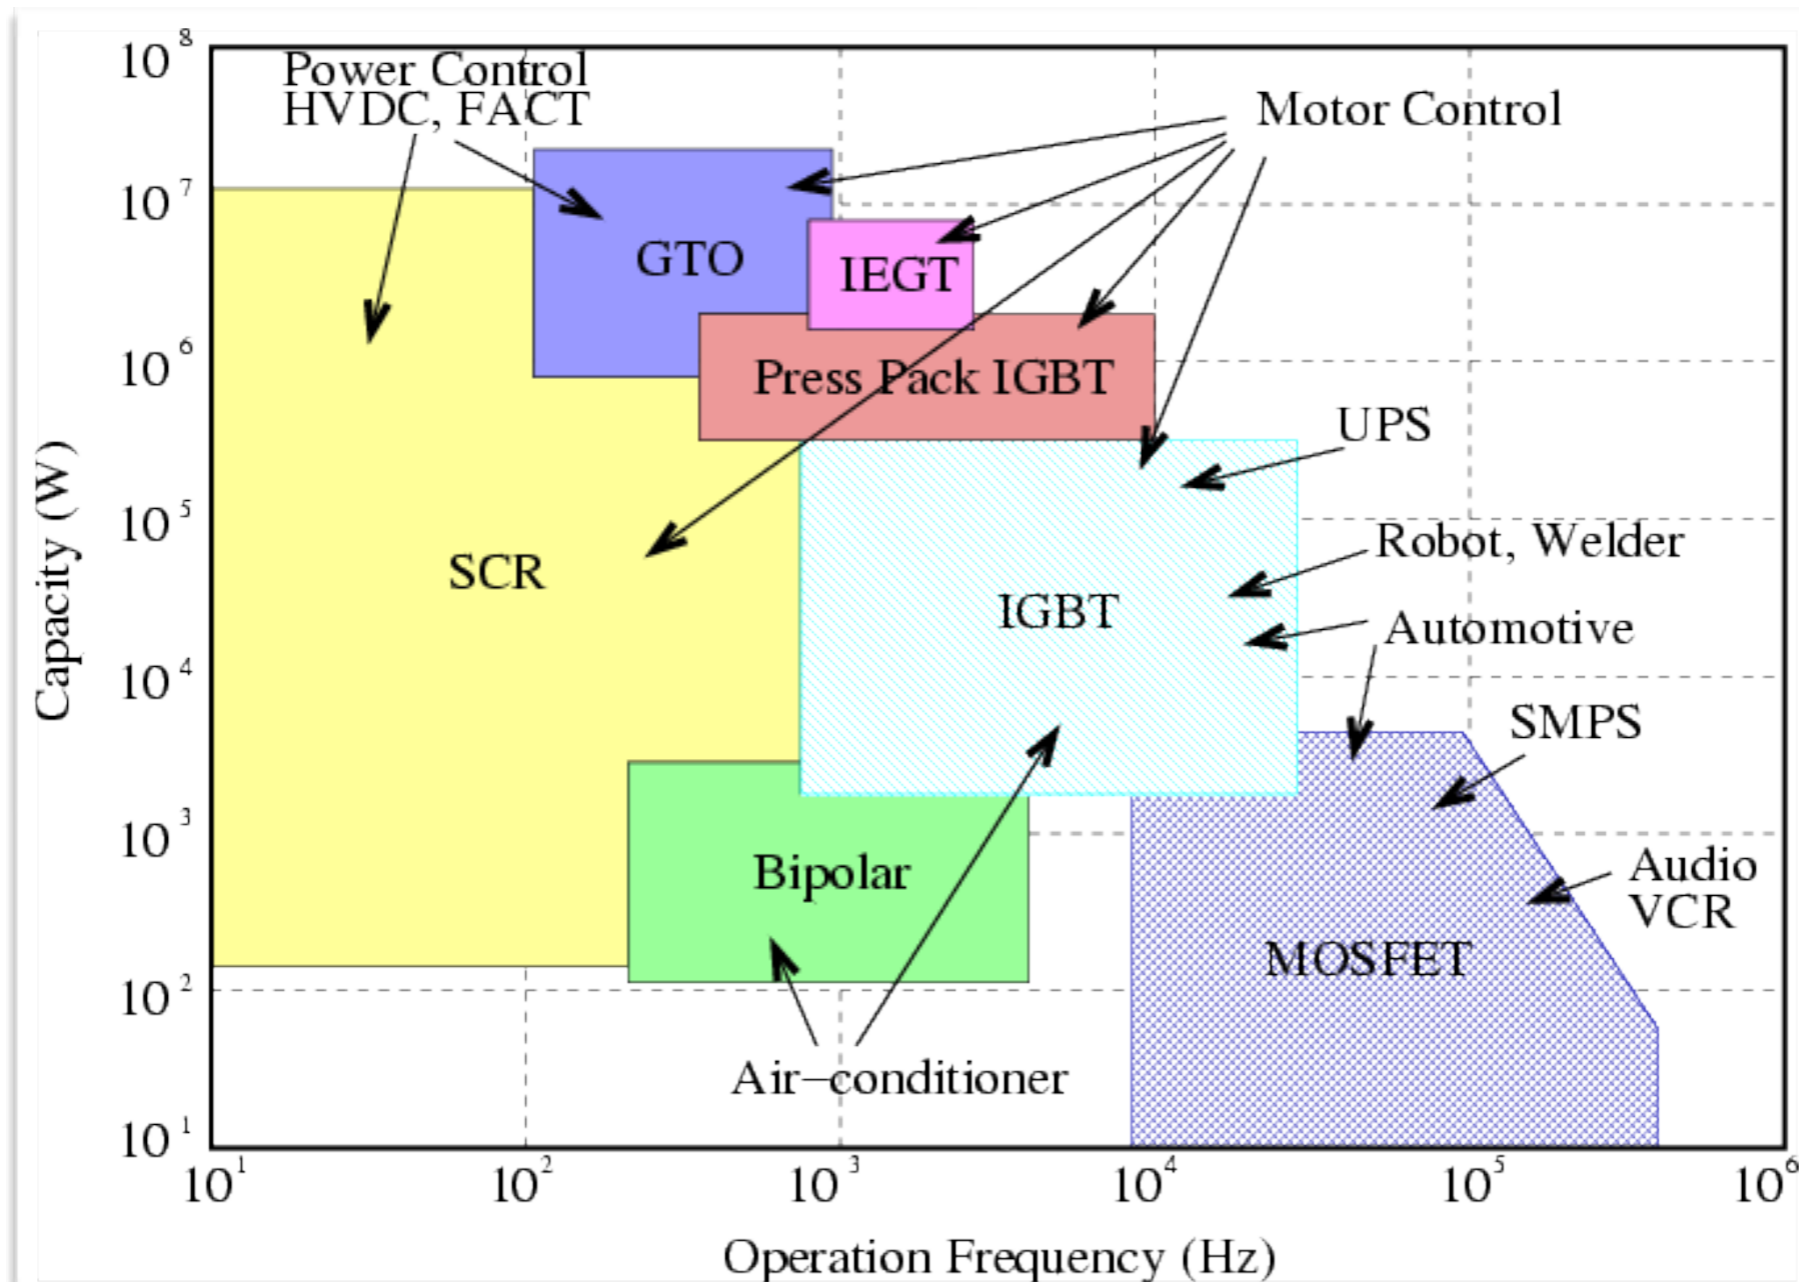 10^8
Power Control
HVDC, FACT
Motor Control
10^7
GTO
IEGT
10^6
Press Pack IGBT
UPS
10^5
Robot, Welder
SCR
IGBT
Automotive
10^4
SMPS
10^3
Bipolar
Audio
VCR
MOSFET
10^2
Air-conditioner
10^1
Capacity (W)
10^1 10^2 10^3 10^4 10^5 10^6
Operation Frequency (Hz)